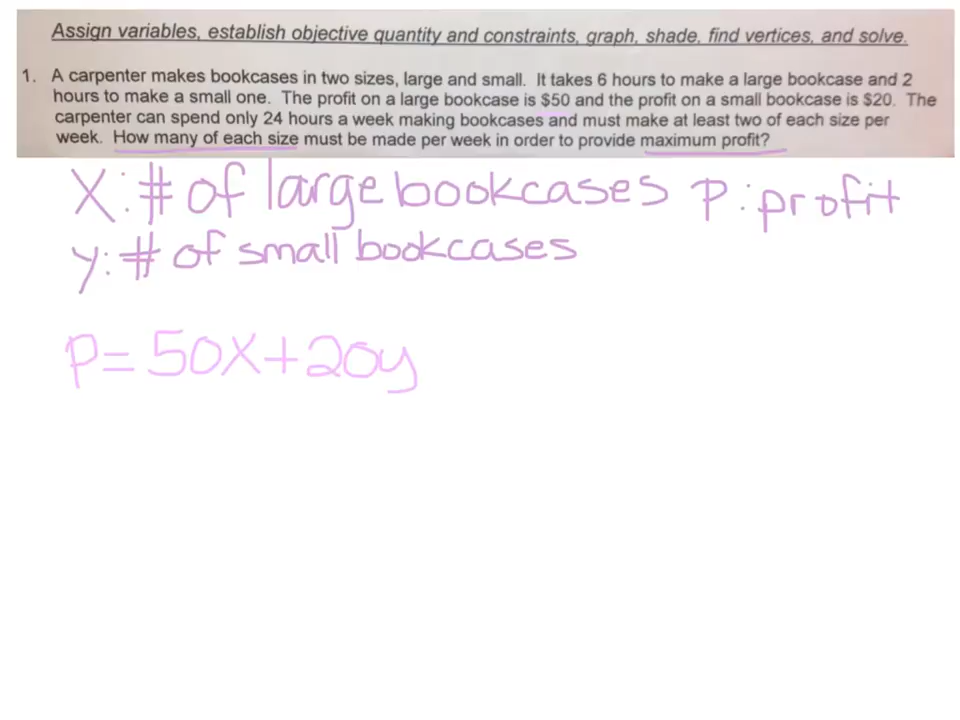 Assign variables, establish objective quantity and constraints, graph, shade, find vertices, and solve.
1. A carpenter makes bookcases in two sizes, large and small. It takes 6 hours to make a large bookcase and 2
hours to make a small one. The profit on a large bookcase is $50 and the profit on a small bookcase is $20. The
carpenter can spend only 24 hours a week making bookcases and must make at least two of each size per
week. How many of each size must be made per week in order to provide maximum profit?
X: # of large bookcases P: profit
y: # of small bookcases
P= 50X+20y